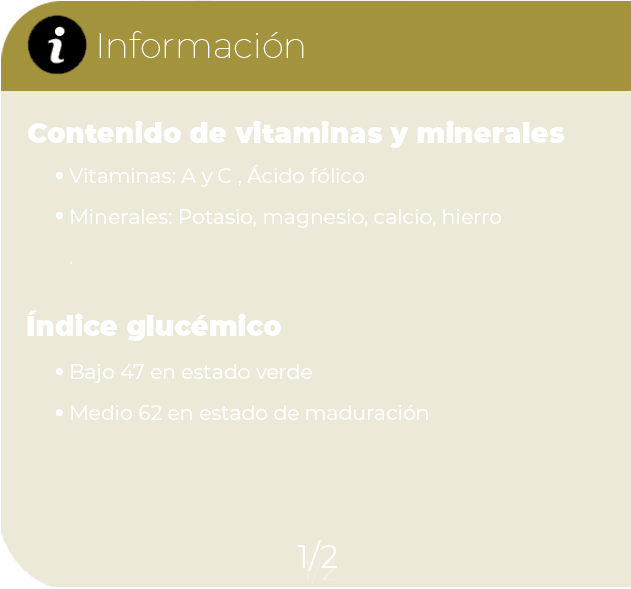 i Información
Contenido de vitaminas y minerales
• Vitaminas: A y C , Ácido fólico
• Minerales: Potasio, magnesio, calcio, hierro
.
Índice glucémico
• Bajo 47 en estado verde
• Medio 62 en estado de maduración
1/2